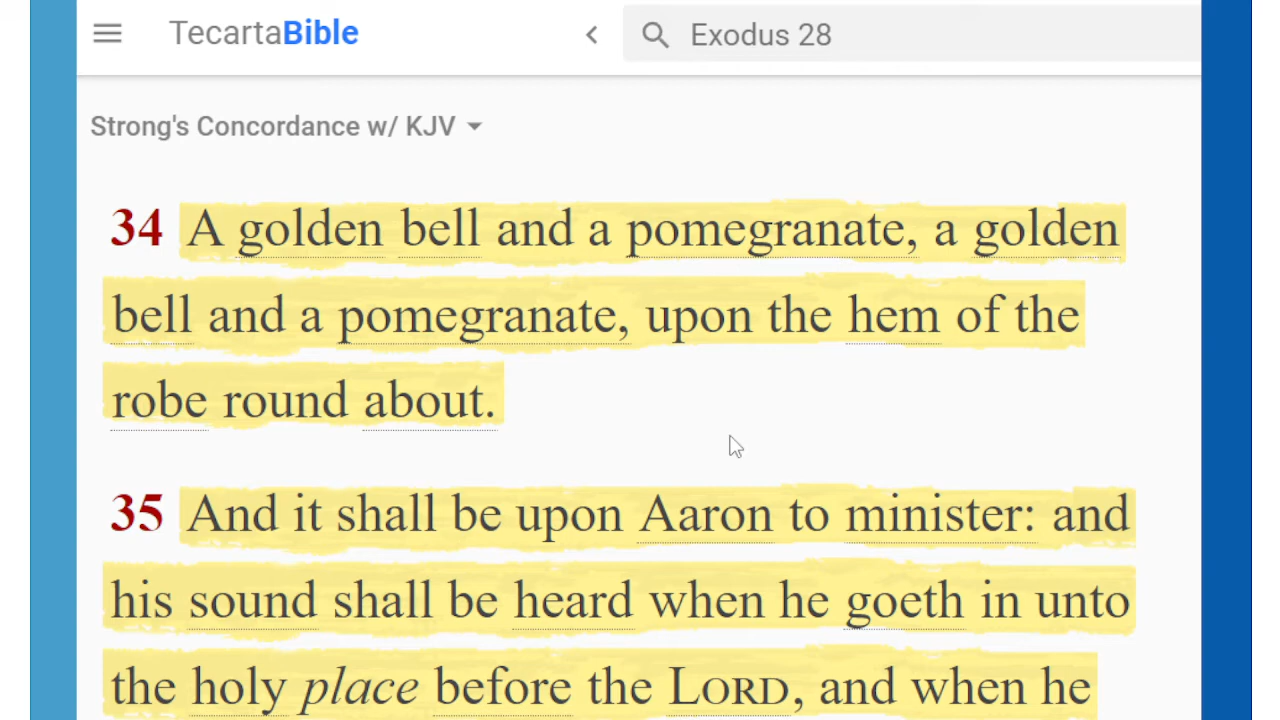 TecartaBible
Exodus 28
Strong's Concordance w/ KJV
34 A golden bell and a pomegranate, a golden
bell and a pomegranate, upon the hem of the
robe round about.
35 And it shall be upon Aaron to minister: and
his sound shall be heard when he goeth in unto
the holy place before the LORD, and when he